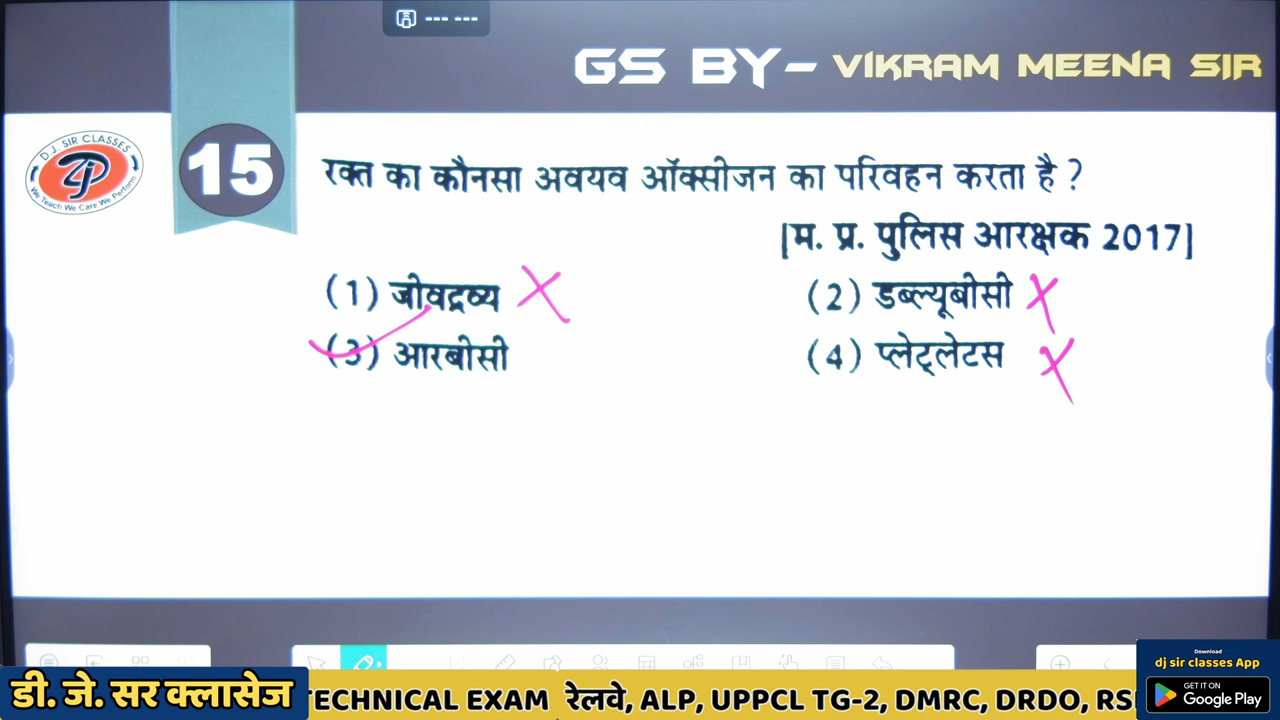 --- ---
GS BY- VIKRAM MEENA SIR
D.J. SIR CLASSES
DJ
We Teach We Care We Perform
15
रक्त का कौनसा अवयव ऑक्सीजन का परिवहन करता है ?
[म. प्र. पुलिस आरक्षक 2017]
(1) जीवद्रव्य
(2) डब्ल्यूबीसी
(3) आरबीसी
(4) प्लेट्लेटस
Download
dj sir classes App
GET IT ON
Google Play
डी. जे. सर क्लासेज
TECHNICAL EXAM रेलवे, ALP, UPPCL TG-2, DMRC, DRDO, RS